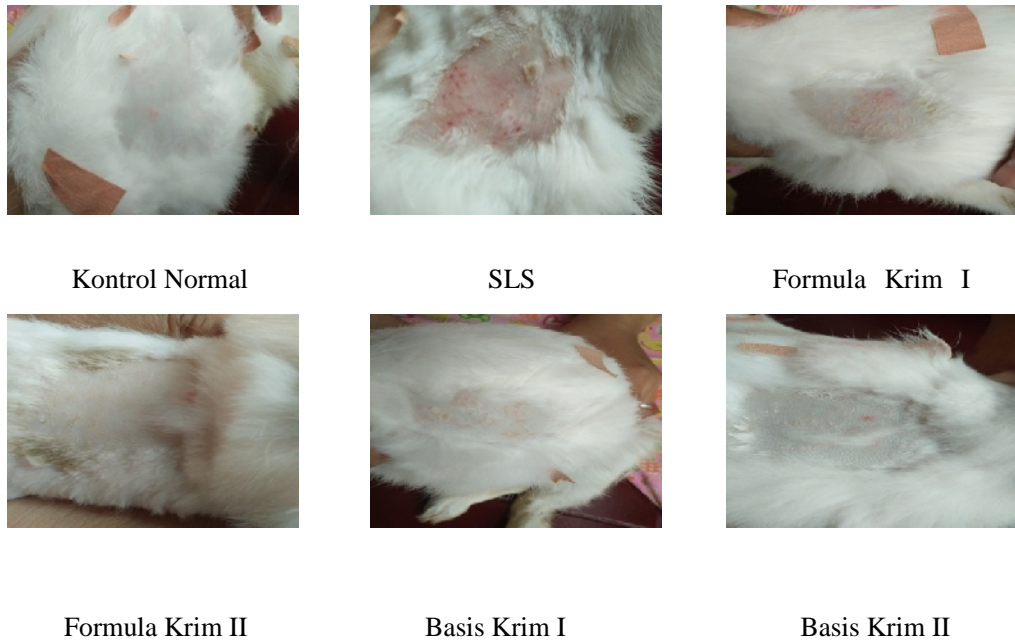 Kontrol Normal
SLS
Formula Krim I
Formula Krim II
Basis Krim I
Basis Krim II